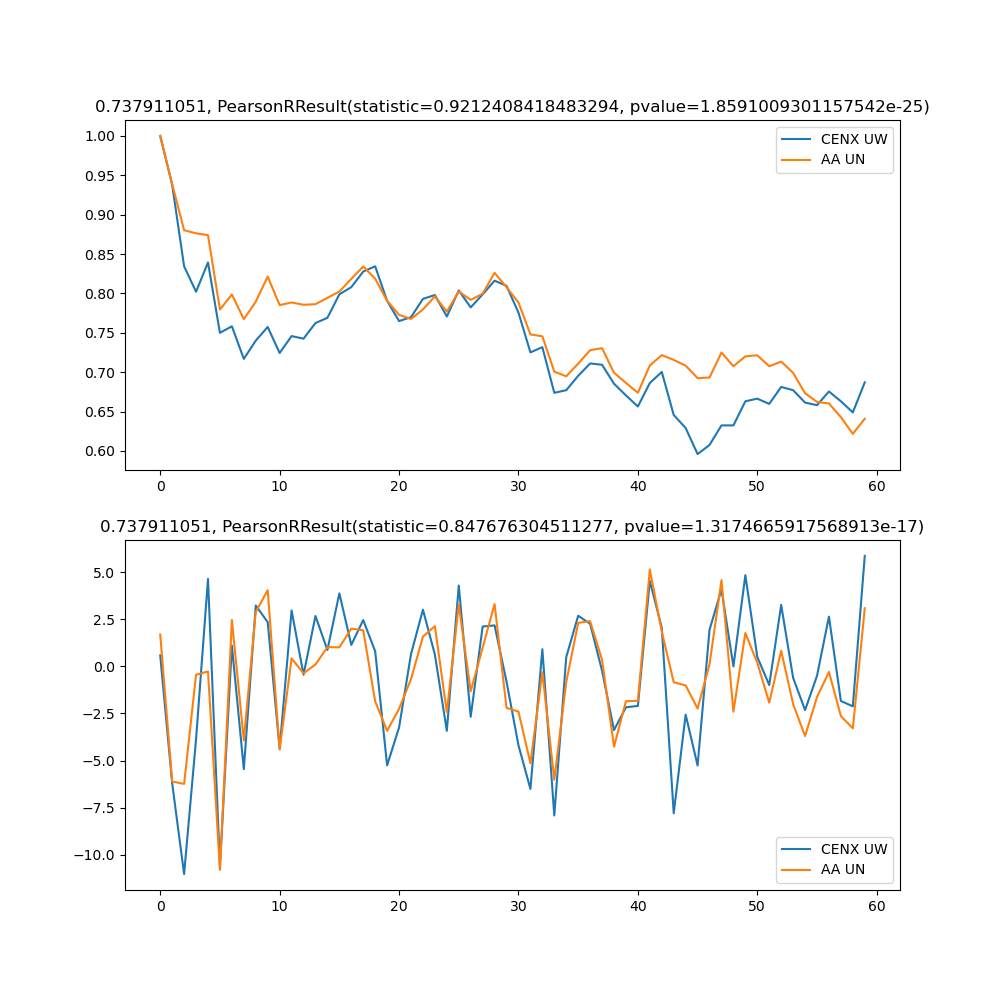 0.737911051, PearsonRResult(statistic=0.9212408418483294, pvalue=1.8591009301157542e-25)
CENX UW
AA UN
1.00
0.95
0.90
0.85
0.80
0.75
0.70
0.65
0.60
0 10 20 30 40 50 60
0.737911051, PearsonRResult(statistic=0.847676304511277, pvalue=1.3174665917568913e-17)
5.0
2.5
0.0
−2.5
−5.0
−7.5
−10.0
CENX UW
AA UN
0 10 20 30 40 50 60